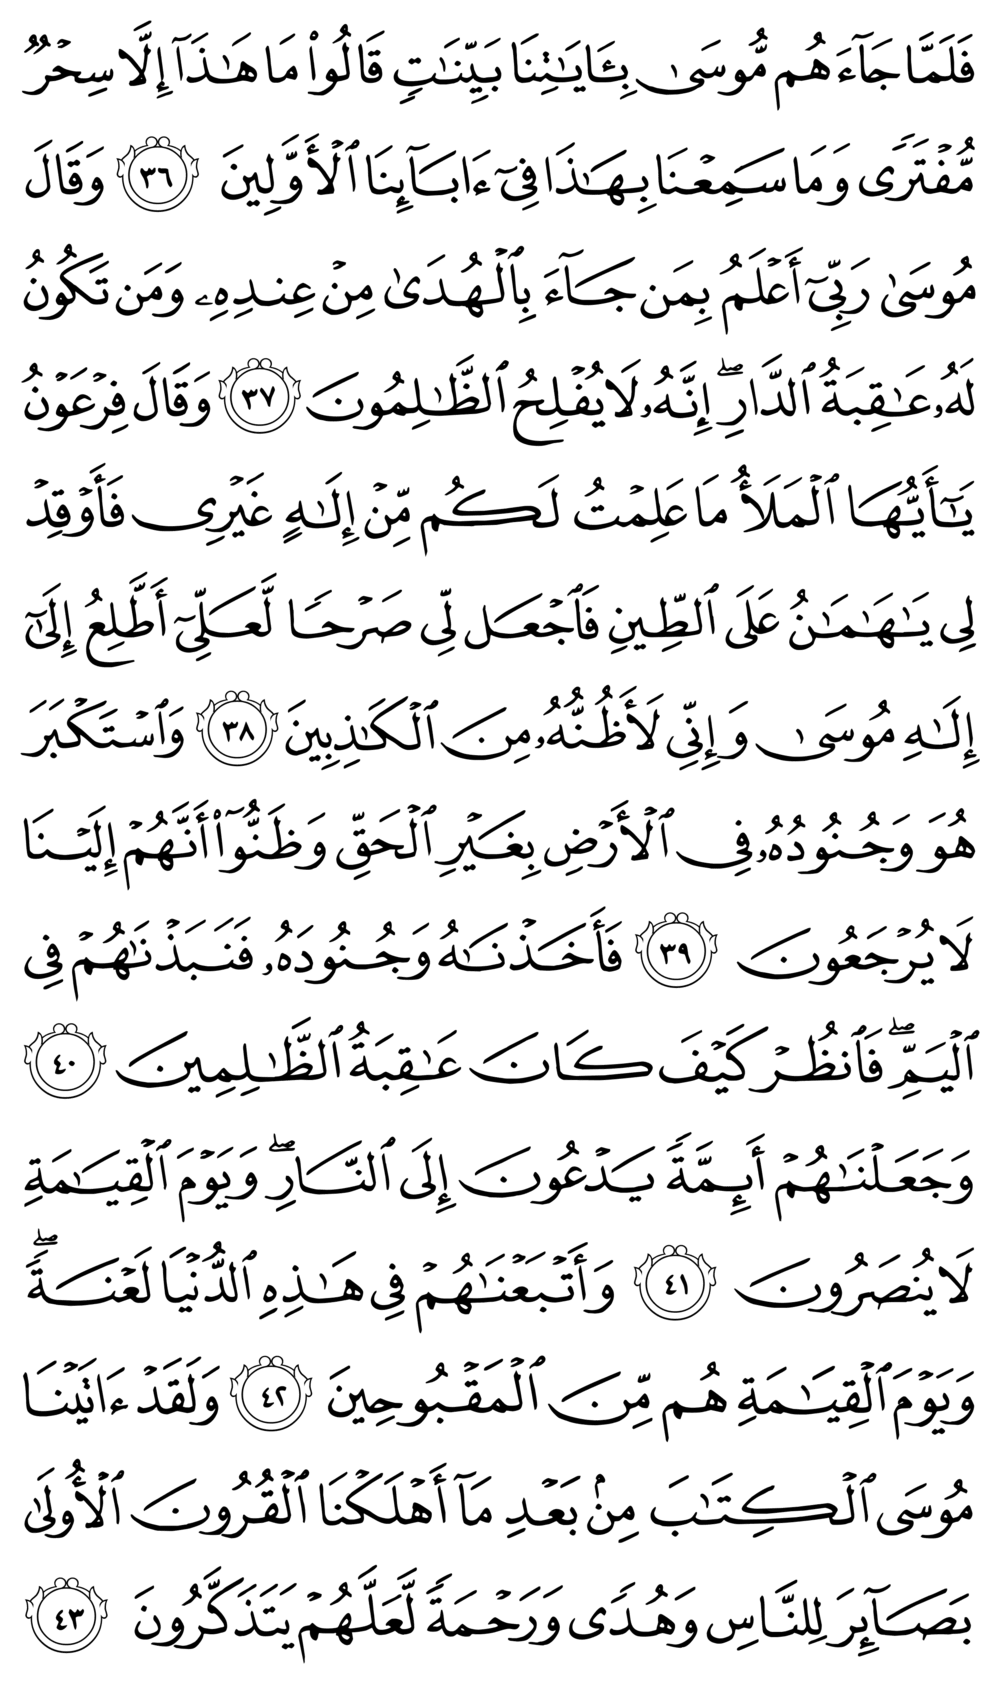 فَلَمَّا جَآءَهُم مُّوسَىٰ بِـَٔايَـٰتِنَا بَيِّنَـٰتٍ قَالُوا۟ مَا هَـٰذَآ إِلَّا سِحْرٌ
مُّفْتَرًى وَمَا سَمِعْنَا بِهَـٰذَا فِىٓ ءَابَآئِنَا ٱلْأَوَّلِينَ ٣٦ وَقَالَ
مُوسَىٰ رَبِّىٓ أَعْلَمُ بِمَن جَآءَ بِٱلْهُدَىٰ مِنْ عِندِهِۦ وَمَن تَكُونُ
لَهُۥ عَـٰقِبَةُ ٱلدَّارِ ۖ إِنَّهُۥ لَا يُفْلِحُ ٱلظَّـٰلِمُونَ ٣٧ وَقَالَ فِرْعَوْنُ
يَـٰٓأَيُّهَا ٱلْمَلَأُ مَا عَلِمْتُ لَكُم مِّنْ إِلَـٰهٍ غَيْرِى فَأَوْقِدْ
لِى يَـٰهَـٰمَـٰنُ عَلَى ٱلطِّينِ فَٱجْعَل لِّى صَرْحًا لَّعَلِّىٓ أَطَّلِعُ إِلَىٰٓ
إِلَـٰهِ مُوسَىٰ وَإِنِّى لَأَظُنُّهُۥ مِنَ ٱلْكَـٰذِبِينَ ٣٨ وَٱسْتَكْبَرَ
هُوَ وَجُنُودُهُۥ فِى ٱلْأَرْضِ بِغَيْرِ ٱلْحَقِّ وَظَنُّوٓا۟ أَنَّهُمْ إِلَيْنَا
لَا يُرْجَعُونَ ٣٩ فَأَخَذْنَـٰهُ وَجُنُودَهُۥ فَنَبَذْنَـٰهُمْ فِى
ٱلْيَمِّ ۖ فَٱنظُرْ كَيْفَ كَانَ عَـٰقِبَةُ ٱلظَّـٰلِمِينَ ٤٠
وَجَعَلْنَـٰهُمْ أَئِمَّةً يَدْعُونَ إِلَى ٱلنَّارِ ۖ وَيَوْمَ ٱلْقِيَـٰمَةِ
لَا يُنصَرُونَ ٤١ وَأَتْبَعْنَـٰهُمْ فِى هَـٰذِهِ ٱلدُّنْيَا لَعْنَةً ۖ
وَيَوْمَ ٱلْقِيَـٰمَةِ هُم مِّنَ ٱلْمَقْبُوحِينَ ٤٢ وَلَقَدْ ءَاتَيْنَا
مُوسَى ٱلْكِتَـٰبَ مِنۢ بَعْدِ مَآ أَهْلَكْنَا ٱلْقُرُونَ ٱلْأُولَىٰ
بَصَآئِرَ لِلنَّاسِ وَهُدًى وَرَحْمَةً لَّعَلَّهُمْ يَتَذَكَّرُونَ ٤٣